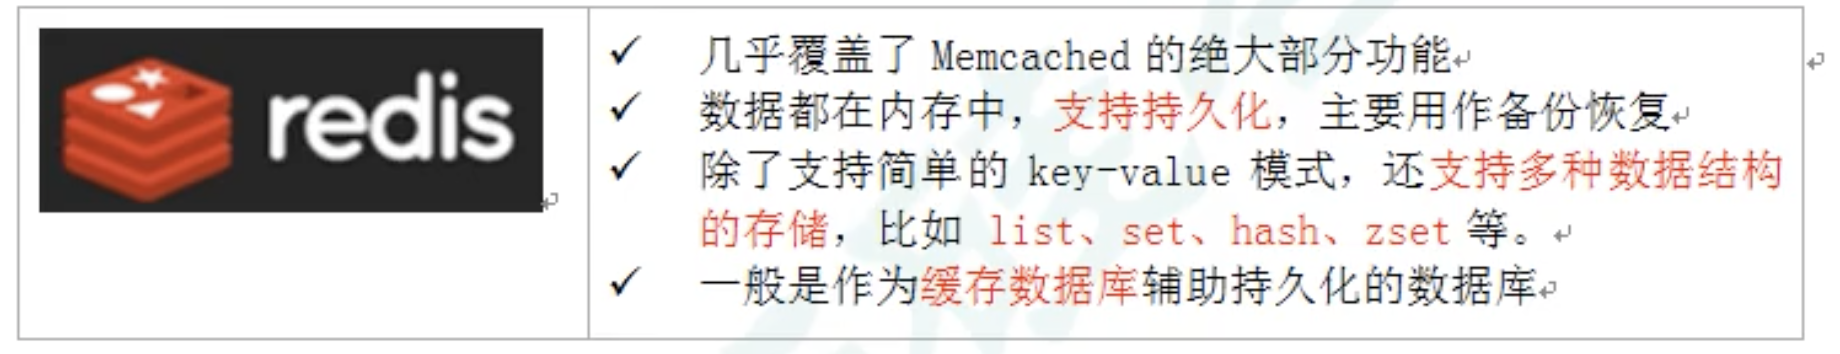 redis
几乎覆盖了 Memcached 的绝大部分功能
数据都在内存中，支持持久化，主要用作备份恢复
除了支持简单的 key-value 模式，还支持多种数据结构
的存储，比如 list、set、hash、zset 等。
一般是作为缓存数据库辅助持久化的数据库